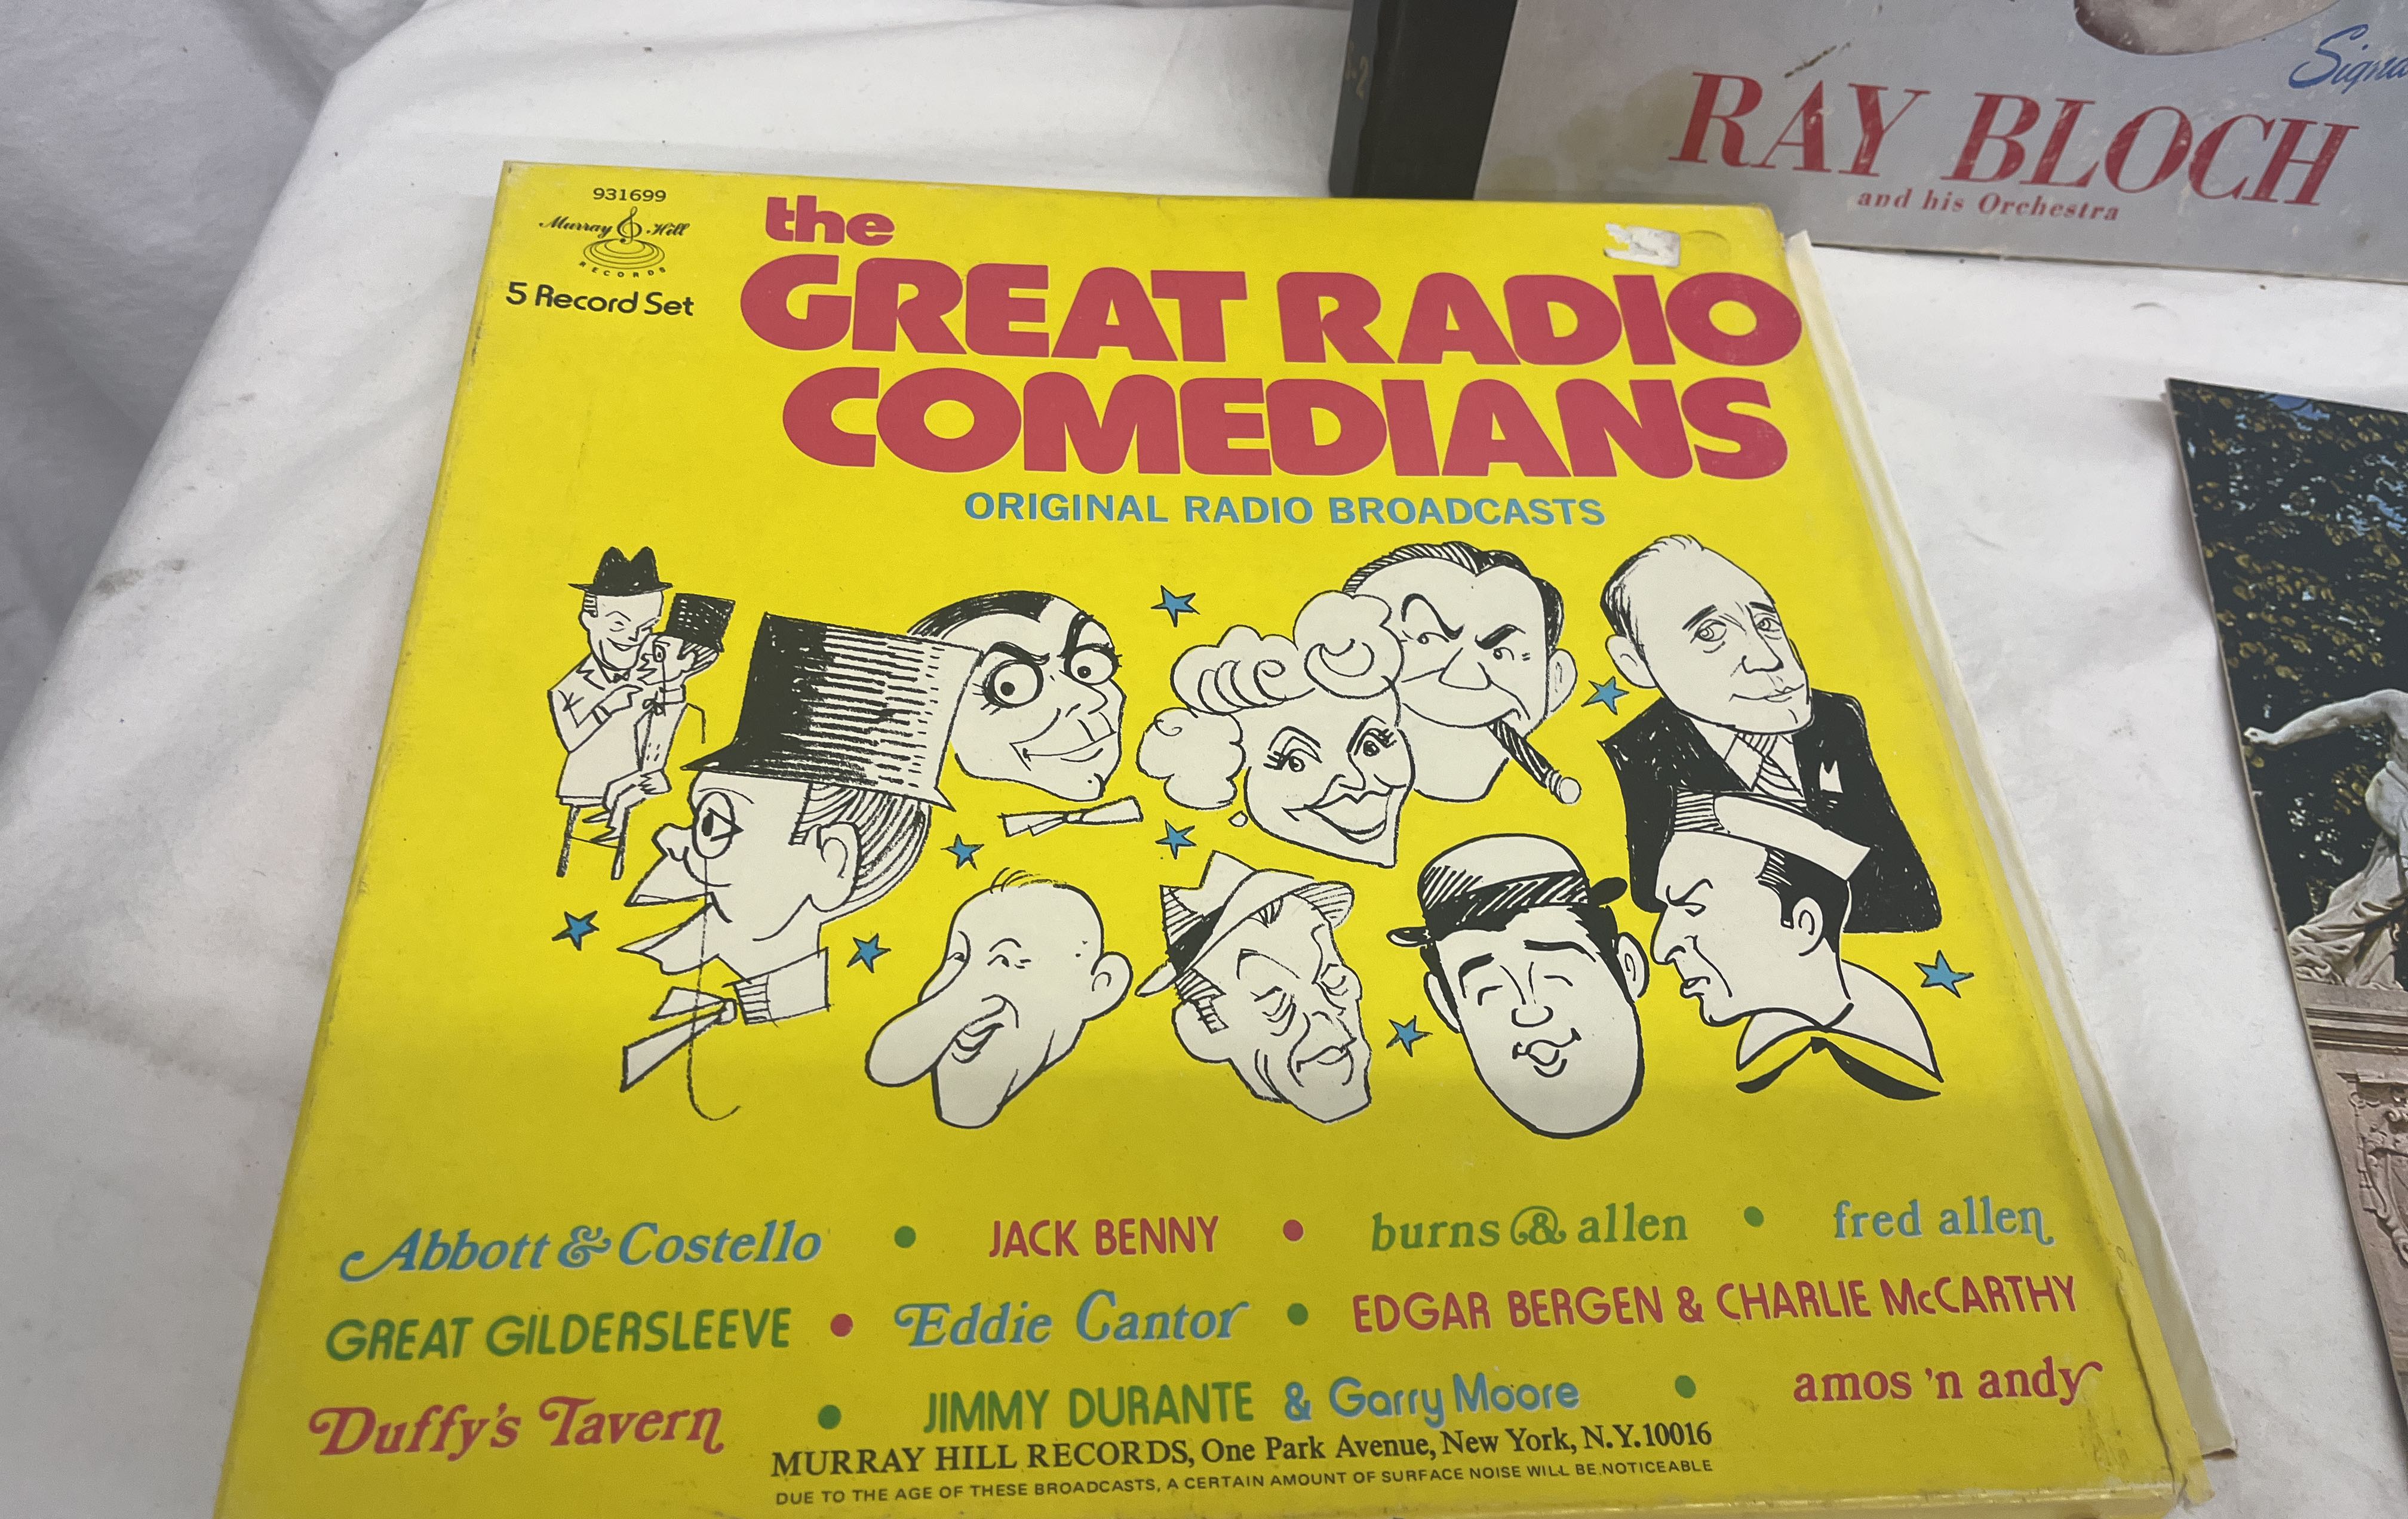 931699
Murray Hill
RECORDS
5 Record Set
the
GREAT RADIO
COMEDIANS
ORIGINAL RADIO BROADCASTS
Abbott & Costello • JACK BENNY • burns & allen • fred allen
GREAT GILDERSLEEVE • Eddie Cantor • EDGAR BERGEN & CHARLIE McCARTHY
Duffy's Tavern • JIMMY DURANTE & Garry Moore • amos 'n andy
MURRAY HILL RECORDS, One Park Avenue, New York, N.Y. 10016
DUE TO THE AGE OF THESE BROADCASTS, A CERTAIN AMOUNT OF SURFACE NOISE WILL BE NOTICEABLE
RAY BLOCH
and his Orchestra